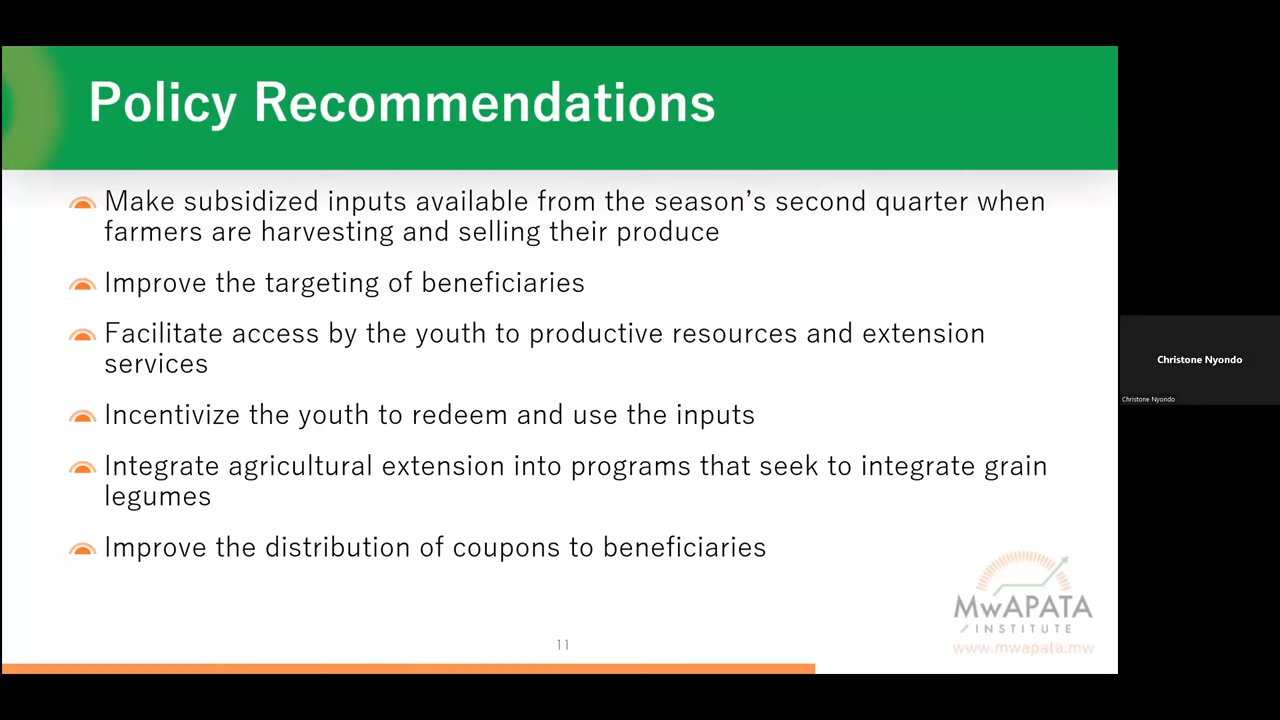 Policy Recommendations
Make subsidized inputs available from the season’s second quarter when
farmers are harvesting and selling their produce
Improve the targeting of beneficiaries
Facilitate access by the youth to productive resources and extension
services
Incentivize the youth to redeem and use the inputs
Integrate agricultural extension into programs that seek to integrate grain
legumes
Improve the distribution of coupons to beneficiaries
MwAPATA
INSTITUTE
www.mwapata.mw
11
Christone Nyondo
Christone Nyondo